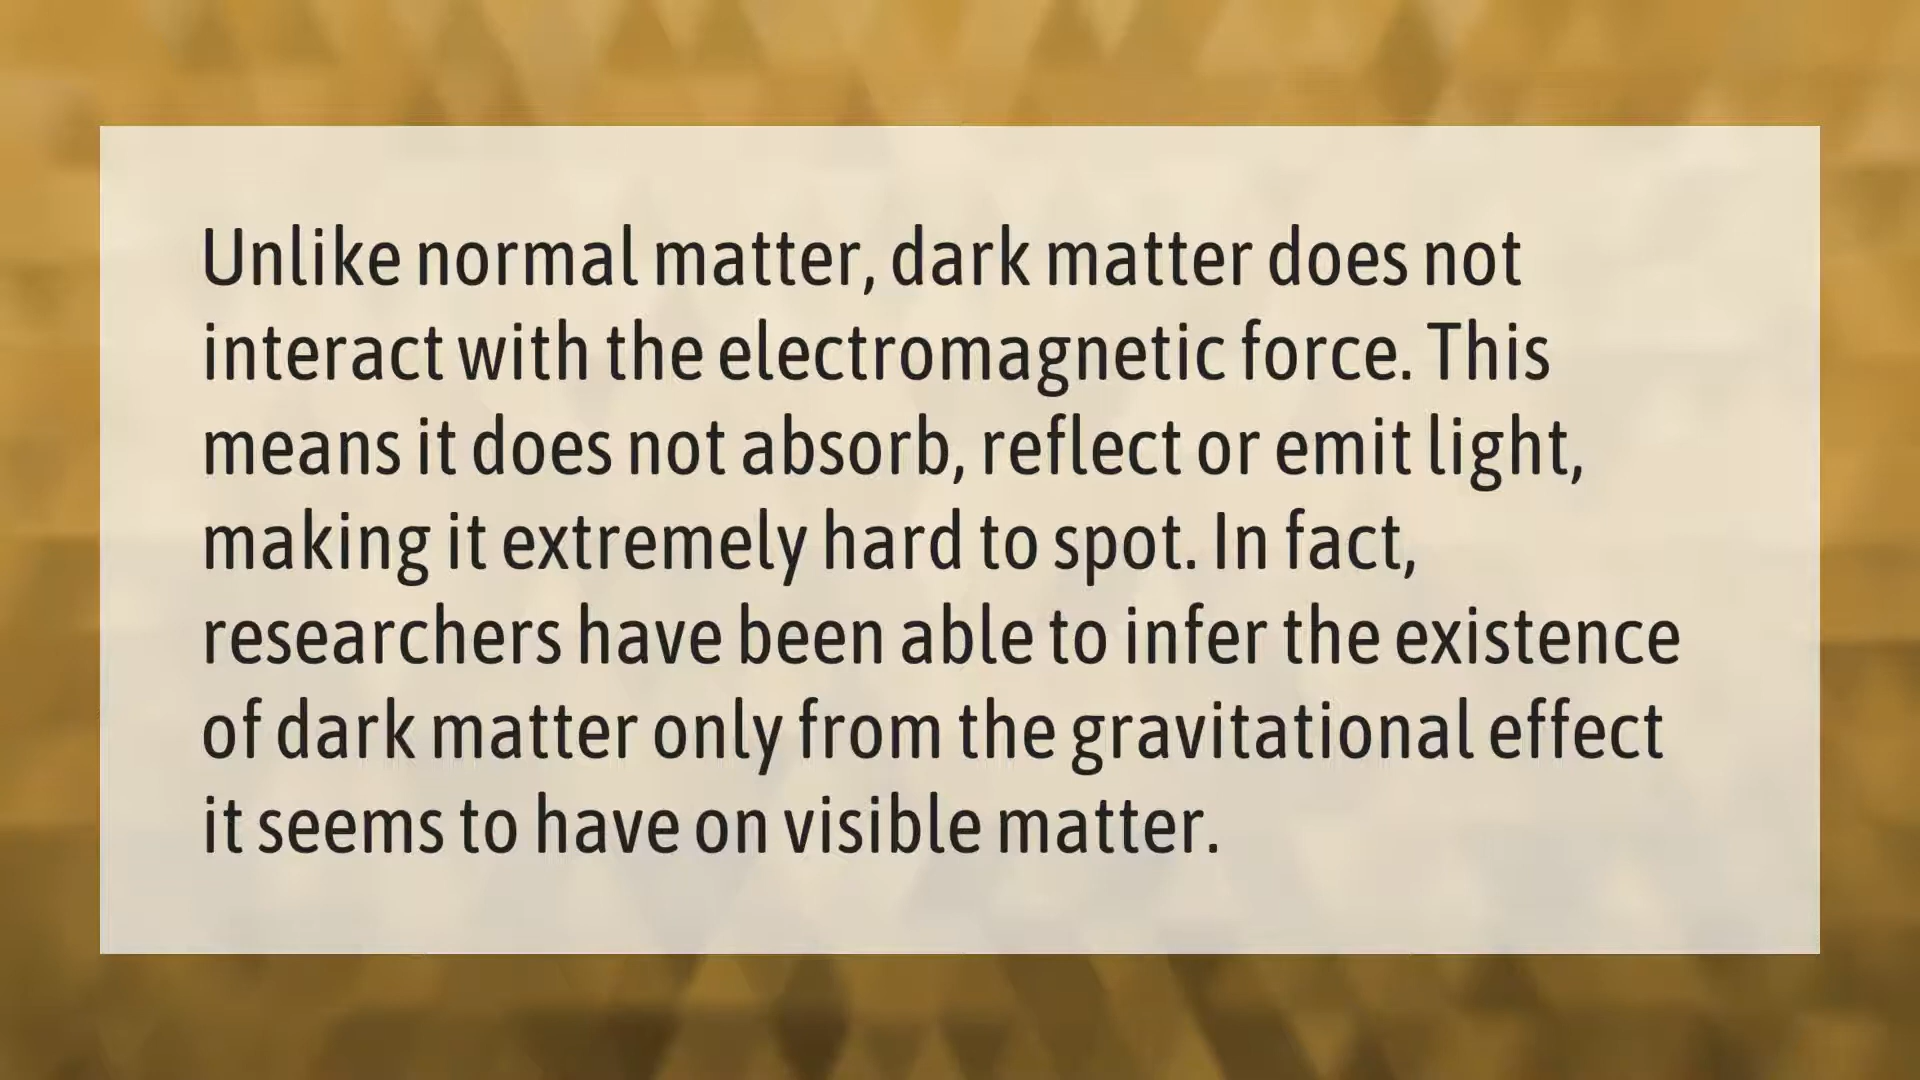 Unlike normal matter, dark matter does not
interact with the electromagnetic force. This
means it does not absorb, reflect or emit light,
making it extremely hard to spot. In fact,
researchers have been able to infer the existence
of dark matter only from the gravitational effect
it seems to have on visible matter.